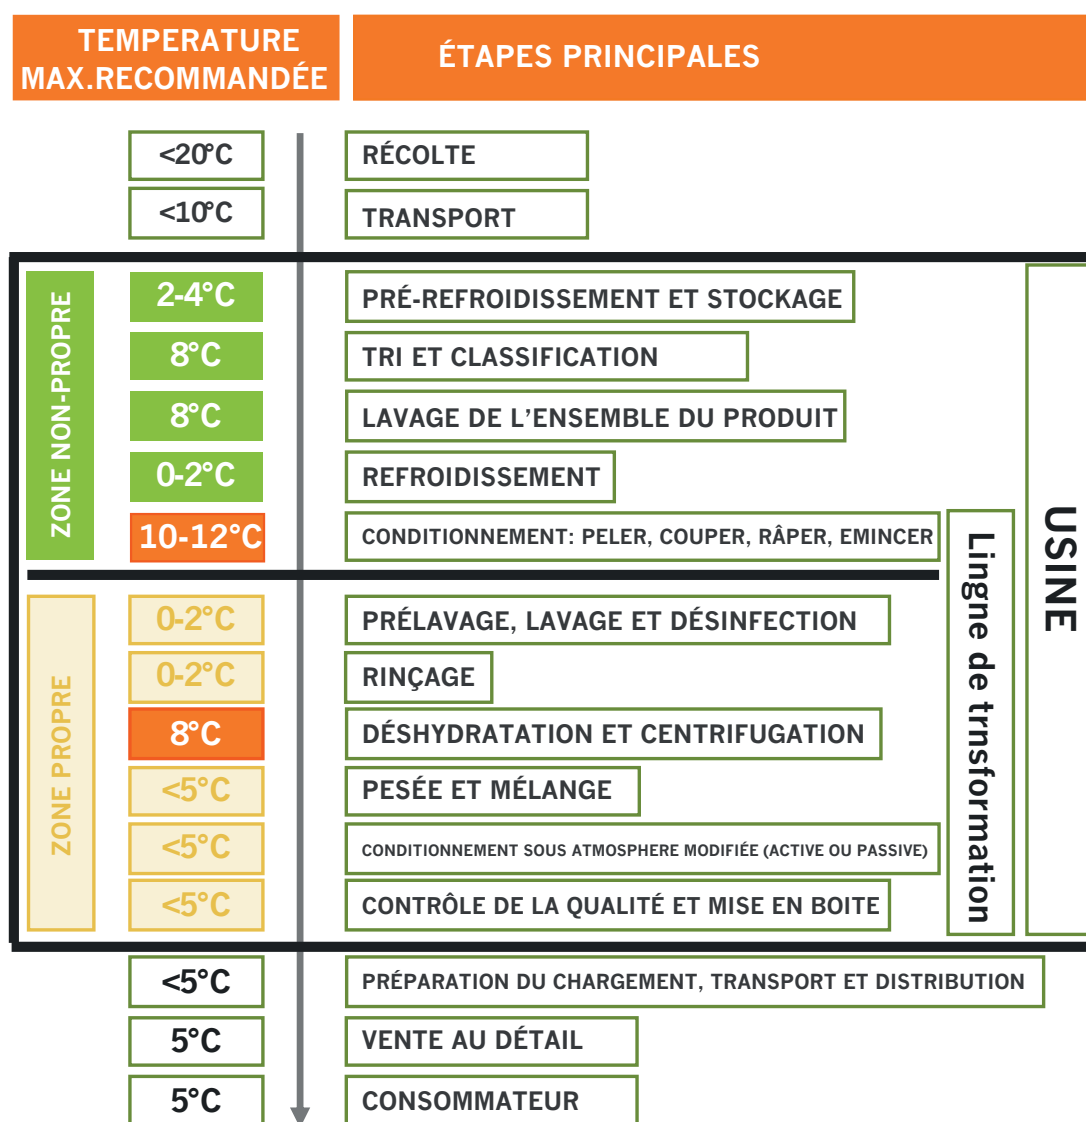 TEMPERATURE
MAX.RECOMMANDÉE
ÉTAPES PRINCIPALES
<20°C
RÉCOLTE
<10°C
TRANSPORT
ZONE NON-PROPRE
2-4°C
PRÉ-REFROIDISSEMENT ET STOCKAGE
8°C
TRI ET CLASSIFICATION
8°C
LAVAGE DE L’ENSEMBLE DU PRODUIT
0-2°C
REFROIDISSEMENT
10-12°C
CONDITIONNEMENT: PELER, COUPER, RÂPER, EMINCER
ZONE PROPRE
0-2°C
PRÉLAVAGE, LAVAGE ET DÉSINFECTION
0-2°C
RINÇAGE
8°C
DÉSHYDRATATION ET CENTRIFUGATION
<5°C
PESÉE ET MÉLANGE
<5°C
CONDITIONNEMENT SOUS ATMOSPHERE MODIFIÉE (ACTIVE OU PASSIVE)
<5°C
CONTRÔLE DE LA QUALITÉ ET MISE EN BOITE
Lingne de trnsformation
USINE
<5°C
PRÉPARATION DU CHARGEMENT, TRANSPORT ET DISTRIBUTION
5°C
VENTE AU DÉTAIL
5°C
CONSOMMATEUR